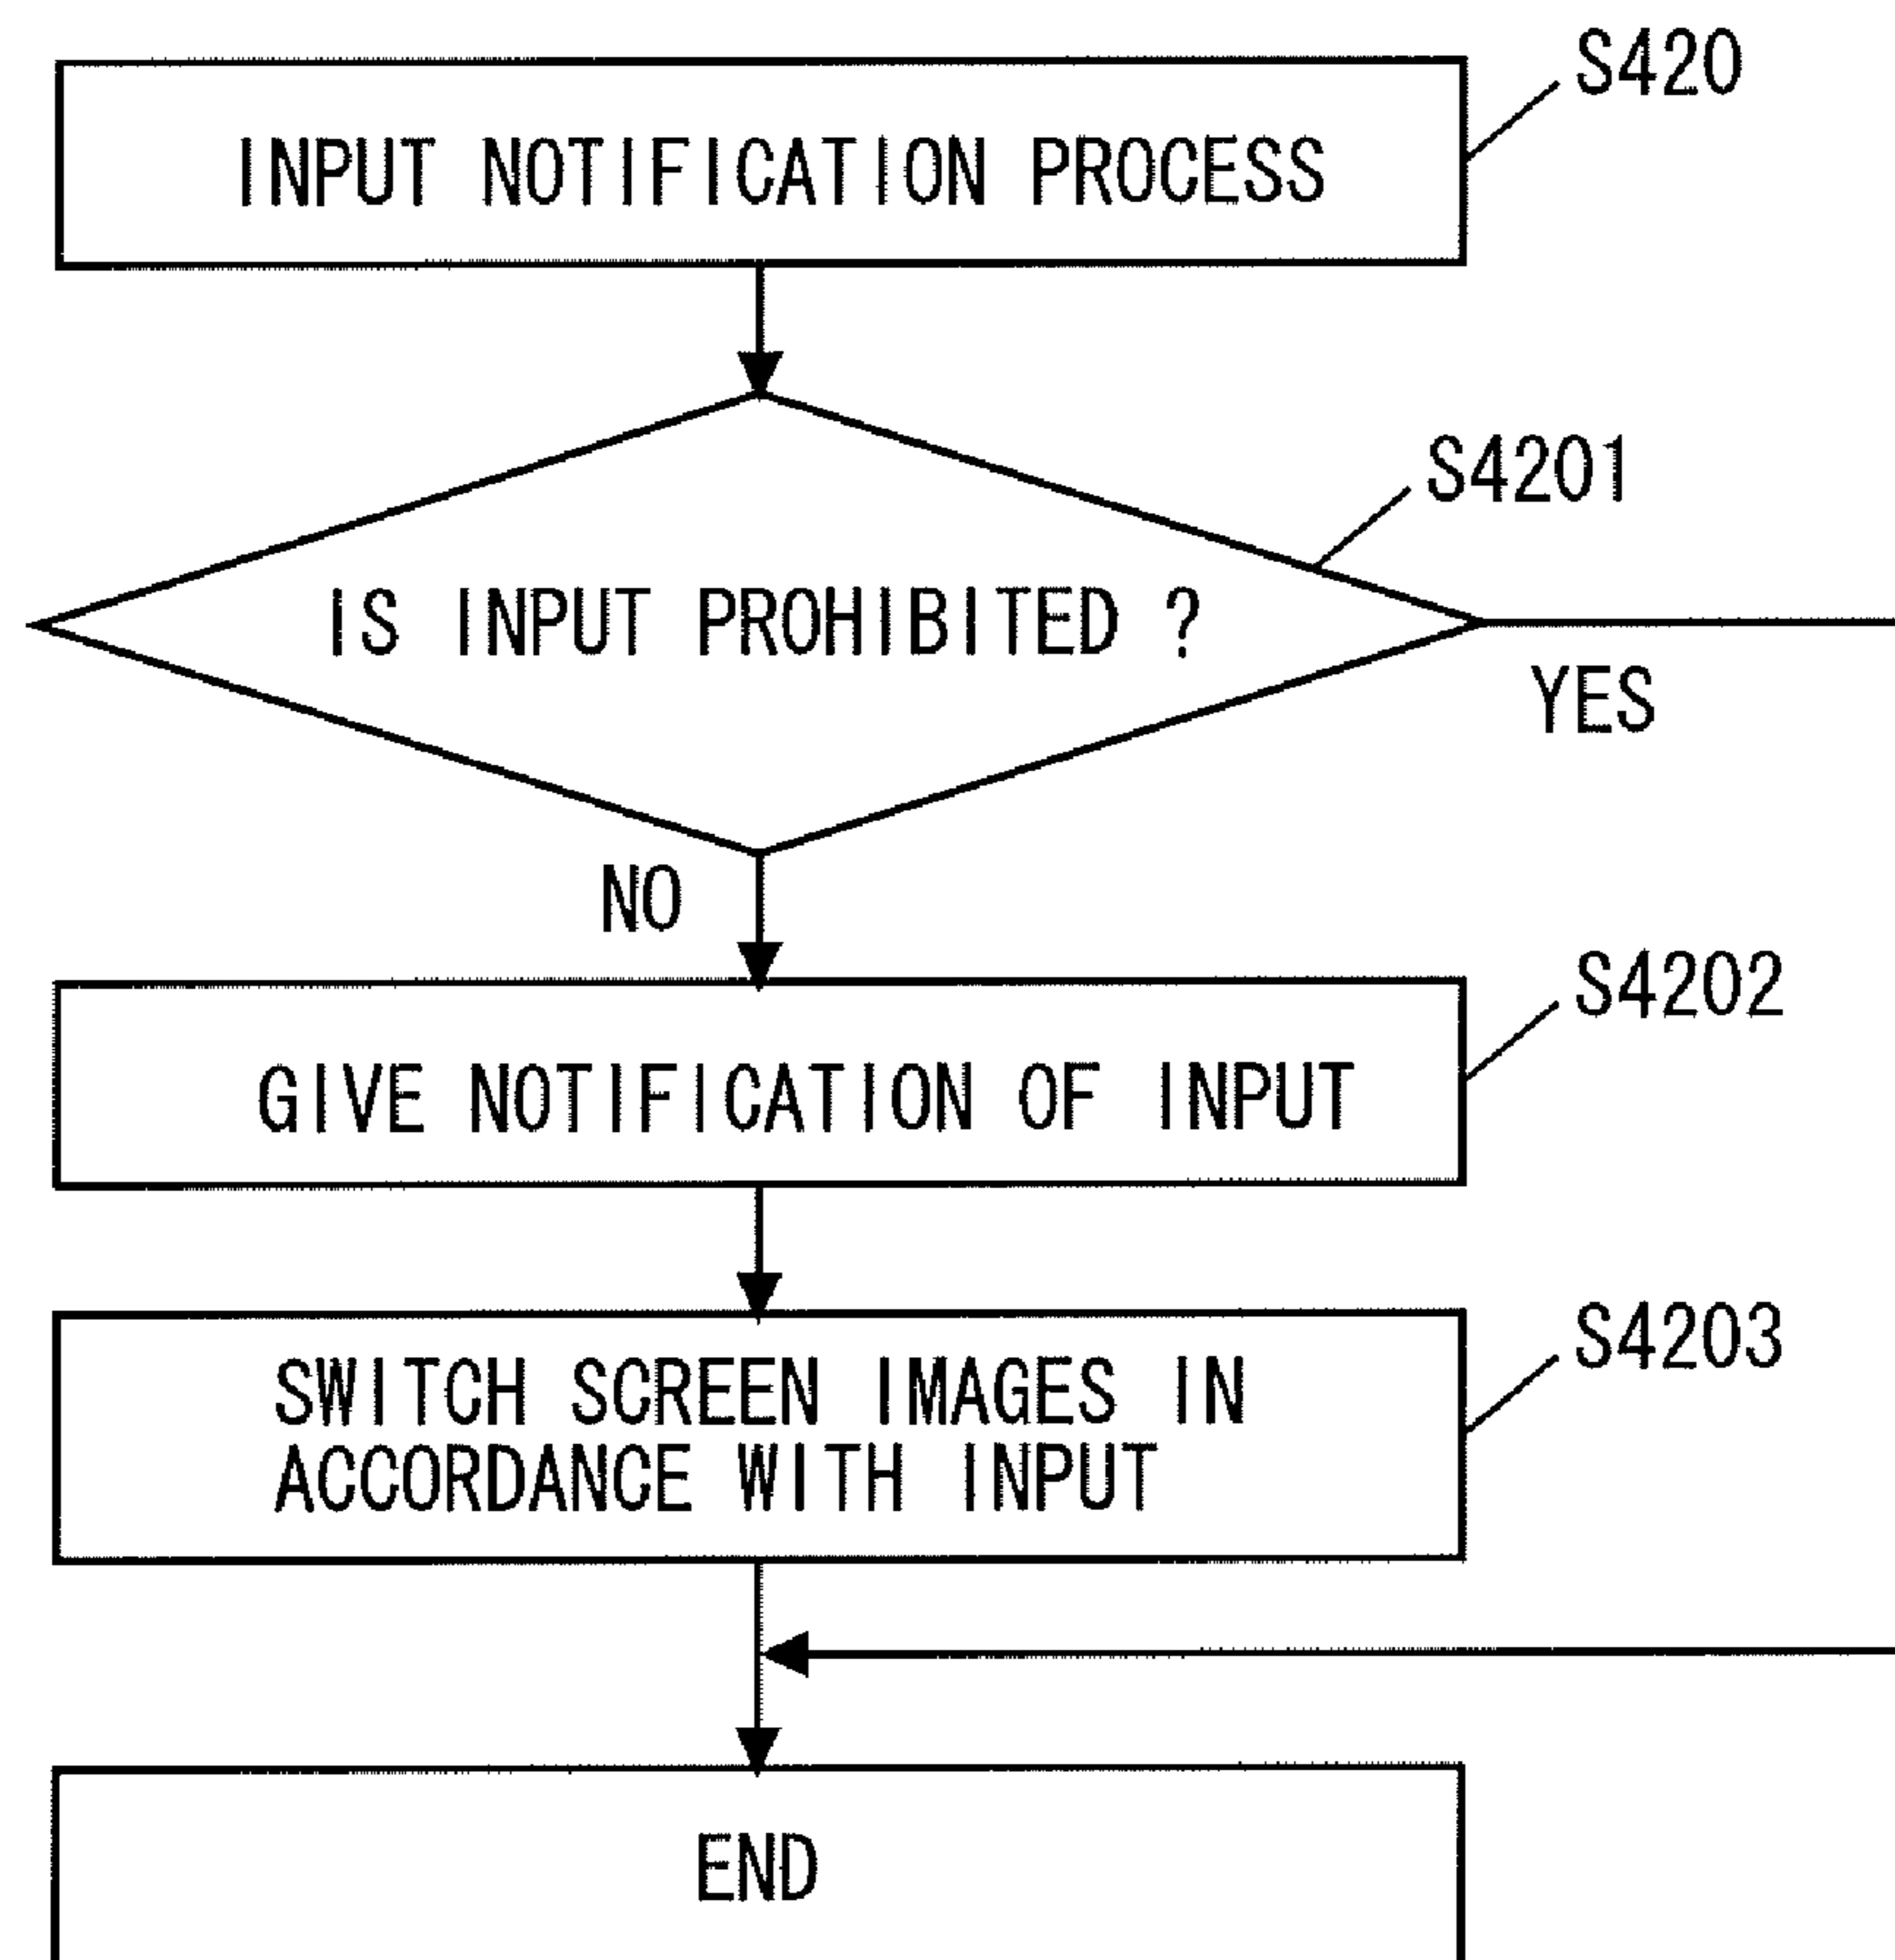 S420
INPUT NOTIFICATION PROCESS
S4201
IS INPUT PROHIBITED ?
YES
NO
S4202
GIVE NOTIFICATION OF INPUT
S4203
SWITCH SCREEN IMAGES IN
ACCORDANCE WITH INPUT
END